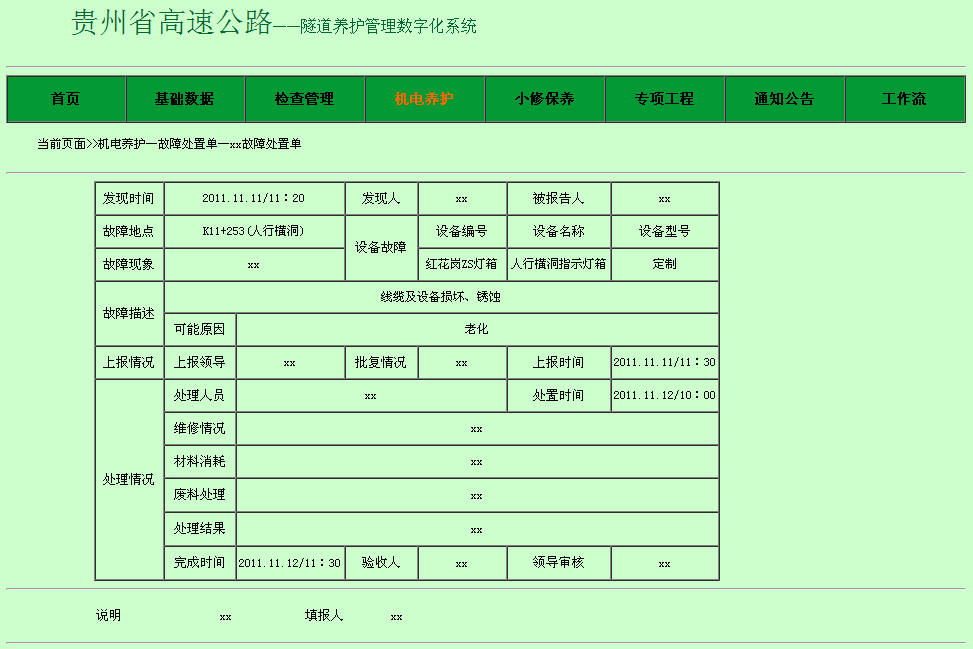 贵州省高速公路——隧道养护管理数字化系统
首页 基础数据 检查管理 机电养护 小修保养 专项工程 通知公告 工作流
当前页面>>机电养护—故障处置单—xx故障处置单
发现时间 2011.11.11/11：20 发现人 xx 被报告人 xx
故障地点 K11+253(人行横洞) 设备故障 设备编号 设备名称 设备型号
故障现象 xx 红花岗ZS灯箱 人行横洞指示灯箱 定制
故障描述 线缆及设备损坏、锈蚀
可能原因 老化
上报情况 上报领导 xx 批复情况 xx 上报时间 2011.11.11/11：30
处理情况 处理人员 xx 处置时间 2011.11.12/10：00
维修情况 xx
材料消耗 xx
废料处理 xx
处理结果 xx
完成时间 2011.11.12/11：30 验收人 xx 领导审核 xx
说明 xx 填报人 xx